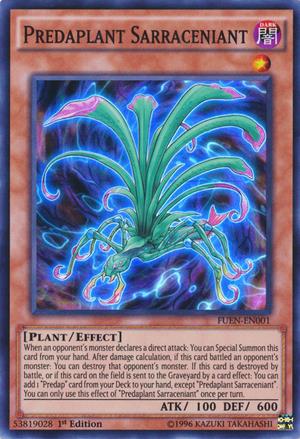 PREDAPLANT SARRACENIANT
DARK
闇
FUEN-EN001
[PLANT/EFFECT]
When an opponent's monster declares a direct attack: You can Special Summon this
card from your hand. After damage calculation, if this card battled an opponent's
monster: You can destroy that opponent's monster. If this card is destroyed by
battle, or if this card on the field is sent to the Graveyard by a card effect: You can
add 1 "Predap" card from your Deck to your hand, except "Predaplant Sarraceniant".
You can only use this effect of "Predaplant Sarraceniant" once per turn.
ATK/ 100 DEF/ 600
53819028 1st Edition ©1996 KAZUKI TAKAHASHI